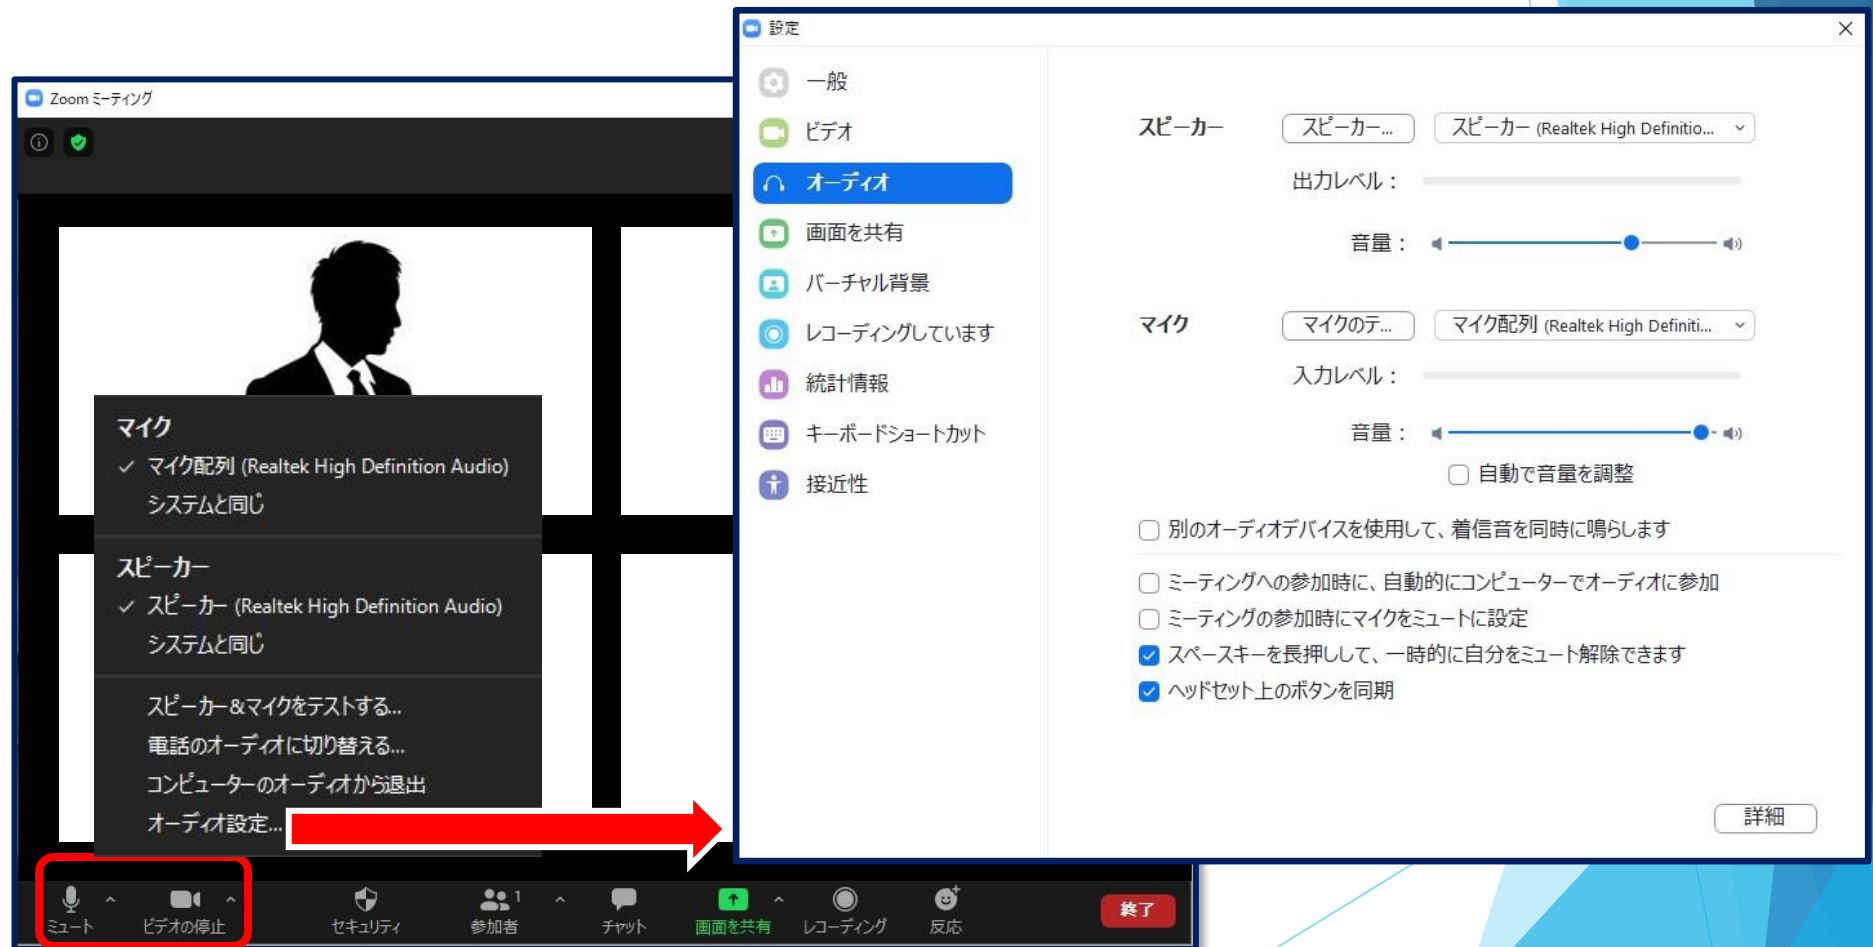 Zoom ミーティング
マイク
マイク配列 (Realtek High Definition Audio)
システムと同じ
スピーカー
スピーカー (Realtek High Definition Audio)
システムと同じ
スピーカー&マイクをテストする...
電話のオーディオに切り替える...
コンピューターのオーディオから退出
オーディオ設定...
ミュート
ビデオの停止
セキュリティ
1
参加者
チャット
画面を共有
レコーディング
反応
終了
設定
一般
ビデオ
オーディオ
画面を共有
バーチャル背景
レコーディングしています
統計情報
キーボードショートカット
接近性
スピーカー スピーカー... スピーカー (Realtek High Definitio...
出力レベル:
音量:
マイク マイクのテ... マイク配列 (Realtek High Definiti...
入力レベル:
音量:
自動で音量を調整
別のオーディオデバイスを使用して、着信音を同時に鳴らします
ミーティングへの参加時に、自動的にコンピューターでオーディオに参加
ミーティングの参加時にマイクをミュートに設定
スペースキーを長押しして、一時的に自分をミュート解除できます
ヘッドセット上のボタンを同期
詳細